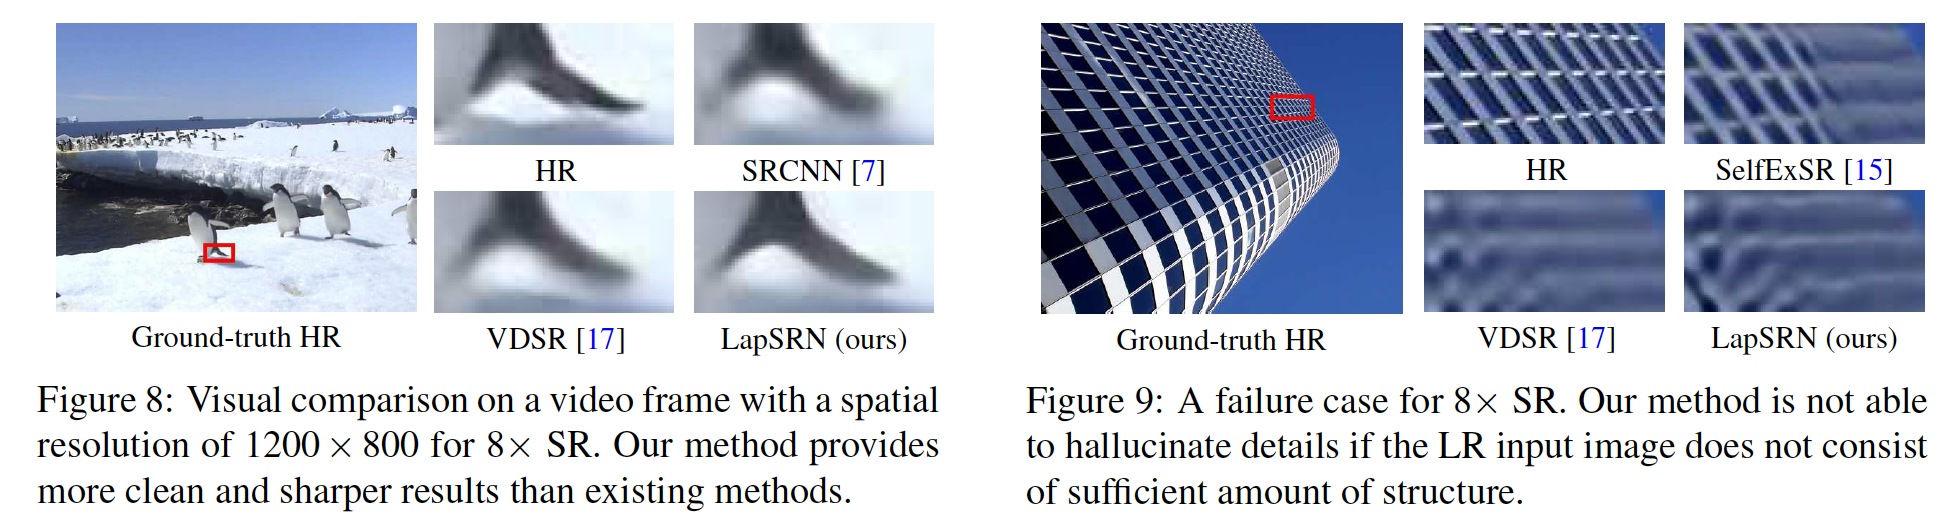 HR
SRCNN [7]
Ground-truth HR
VDSR [17]
LapSRN (ours)
Figure 8: Visual comparison on a video frame with a spatial
resolution of 1200 × 800 for 8× SR. Our method provides
more clean and sharper results than existing methods.
HR
SelfExSR [15]
Ground-truth HR
VDSR [17]
LapSRN (ours)
Figure 9: A failure case for 8× SR. Our method is not able
to hallucinate details if the LR input image does not consist
of sufficient amount of structure.